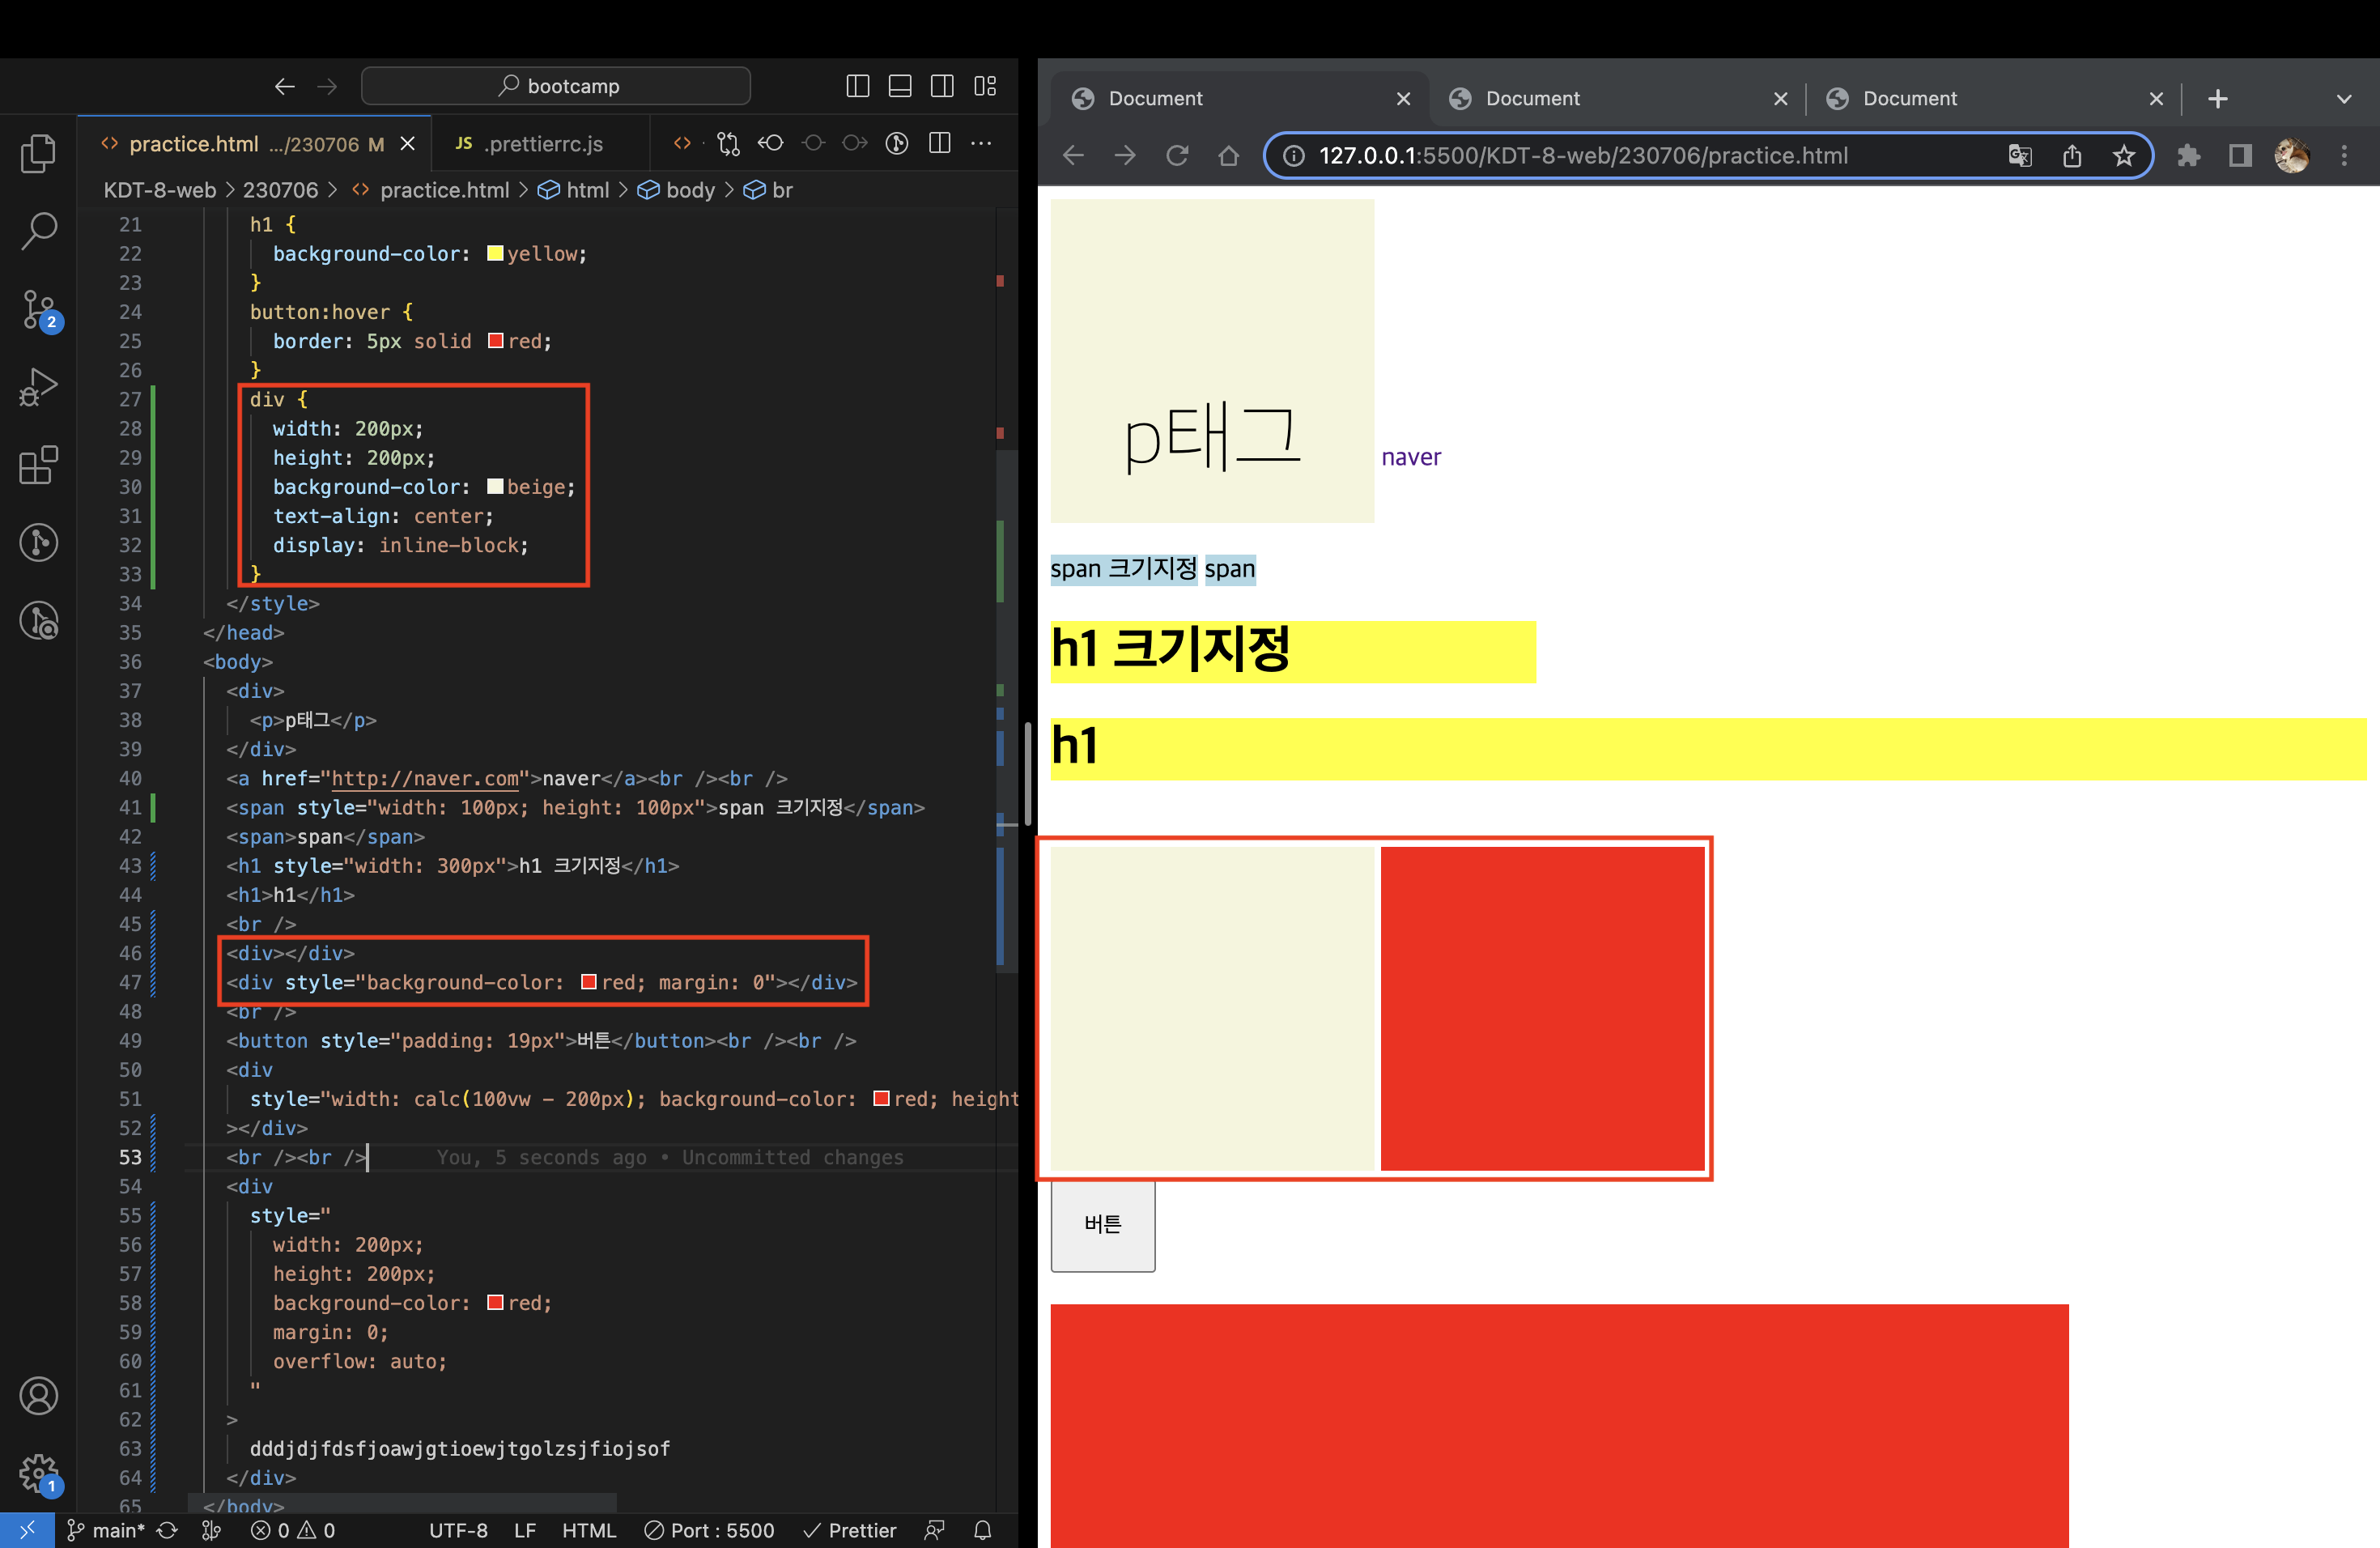 bootcamp
practice.html .../230706 M
JS .prettierrc.js
KDT-8-web > 230706 > practice.html > html > body > br
21 h1 {
22 background-color: yellow;
23 }
24 button:hover {
25 border: 5px solid red;
26 }
27 div {
28 width: 200px;
29 height: 200px;
30 background-color: beige;
31 text-align: center;
32 display: inline-block;
33 }
34 </style>
35 </head>
36 <body>
37 <div>
38 <p>p태그</p>
39 </div>
40 <a href="http://naver.com">naver</a><br /><br />
41 <span style="width: 100px; height: 100px">span 크기지정</span>
42 <span>span</span>
43 <h1 style="width: 300px">h1 크기지정</h1>
44 <h1>h1</h1>
45 <br />
46 <div></div>
47 <div style="background-color: red; margin: 0"></div>
48 <br />
49 <button style="padding: 19px">버튼</button><br /><br />
50 <div
51 style="width: calc(100vw - 200px); background-color: red; height
52 ></div>
53 <br /><br /> You, 5 seconds ago • Uncommitted changes
54 <div
55 style="
56 width: 200px;
57 height: 200px;
58 background-color: red;
59 margin: 0;
60 overflow: auto;
61 "
62 >
63 dddjdjfdsfjoawjgtioewjtgolzsjfiojsof
64 </div>
65 </body>
2
1
main* 0 0 UTF-8 LF HTML Port : 5500 Prettier
Document Document Document
127.0.0.1:5500/KDT-8-web/230706/practice.html
p태그 naver
span 크기지정 span
h1 크기지정
h1
버튼